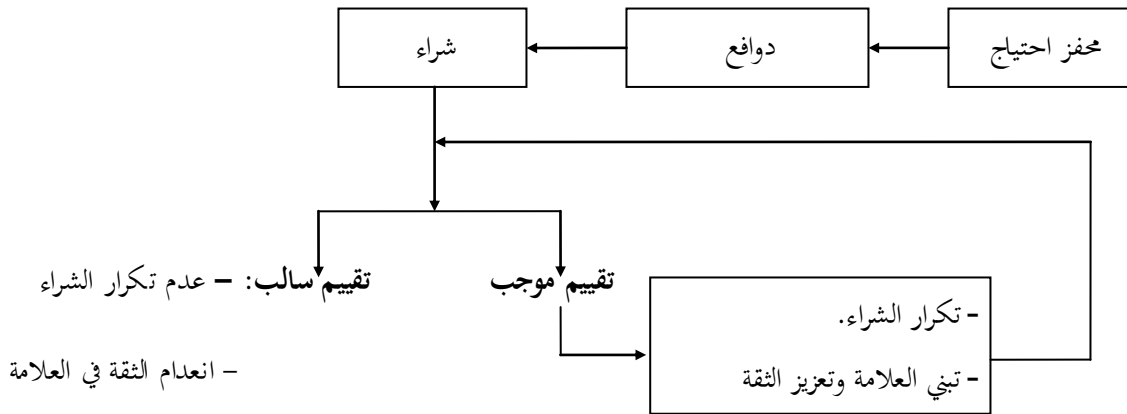 محفز احتياج
دوافع
شراء
تقييم موجب
تقييم سالب: – عدم تكرار الشراء
– تكرار الشراء.
– انعدام الثقة في العلامة
– تبني العلامة وتعزيز الثقة